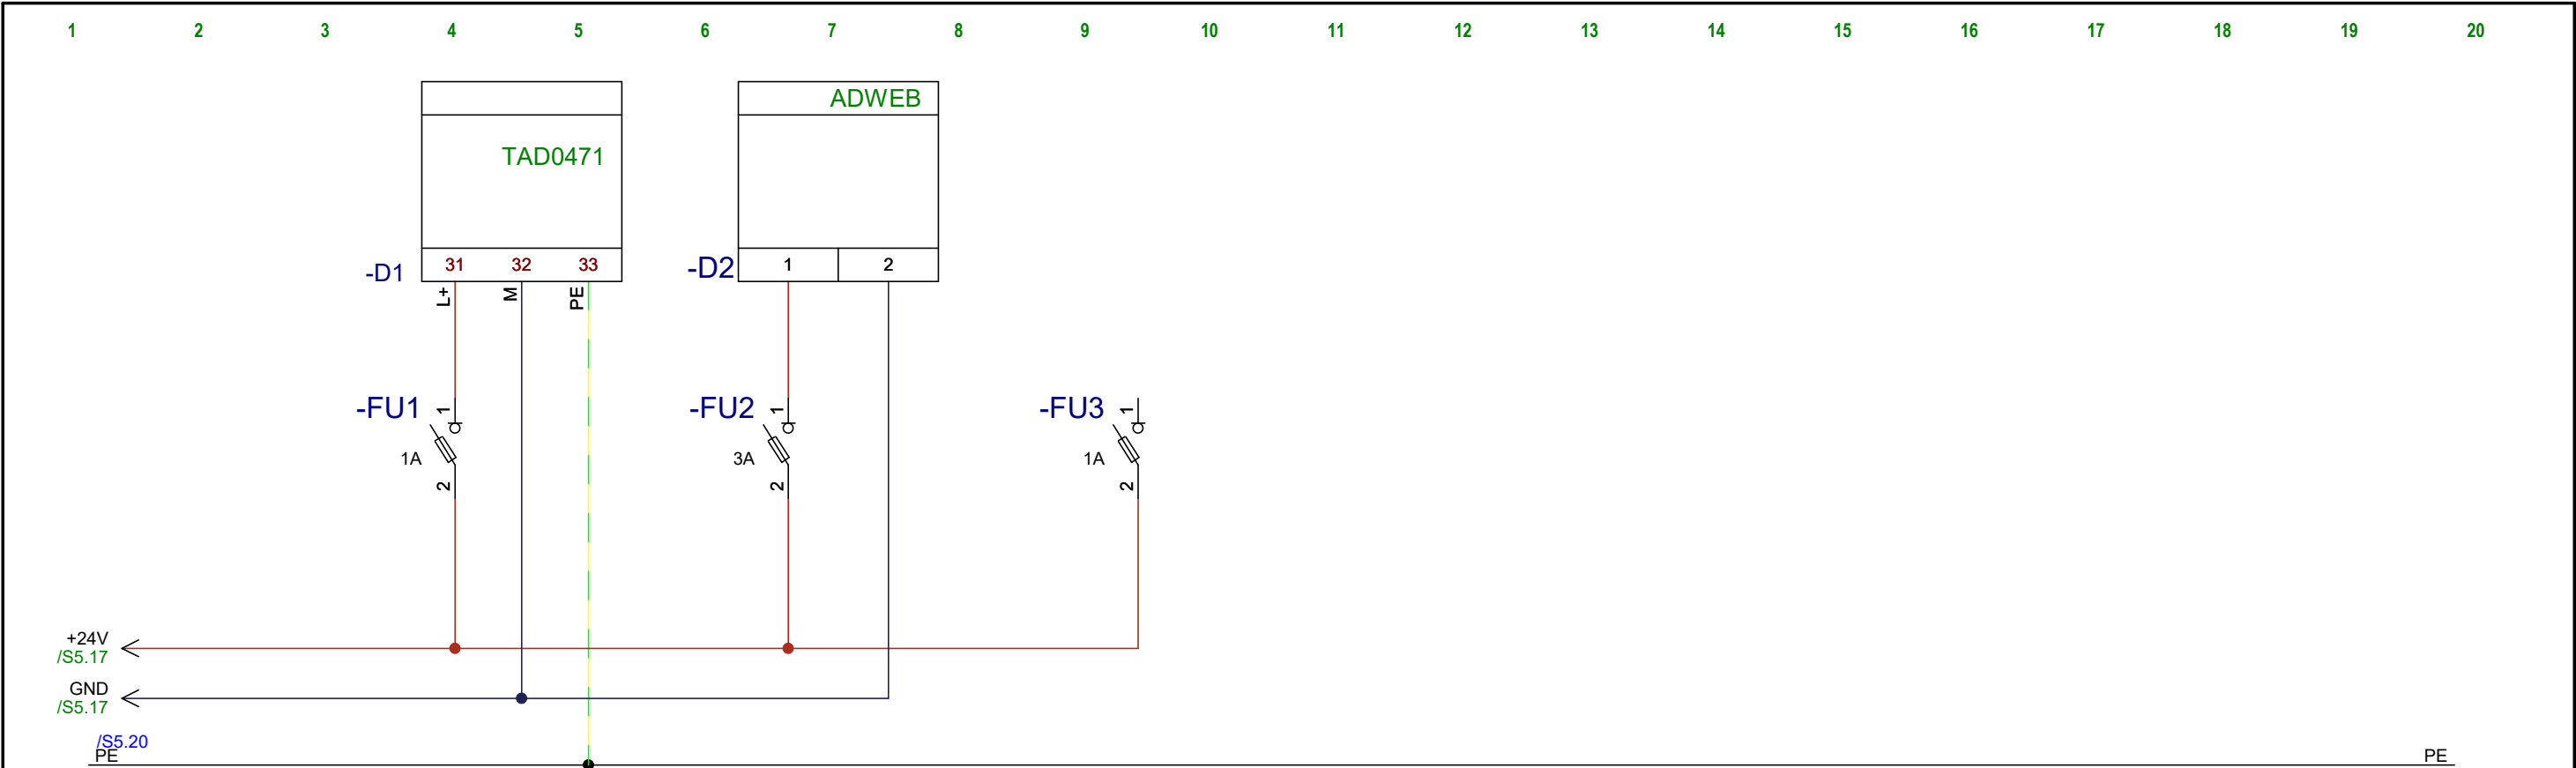 1 2 3 4 5 6 7 8 9 10 11 12 13 14 15 16 17 18 19 20
ADWEB
TAD0471
-D1 31 32 33
-D2 1 2
L+ M PE
-FU1 1
1A
2
-FU2 1
3A
2
-FU3 1
1A
2
+24V
/S5.17
GND
/S5.17
/S5.20
PE PE